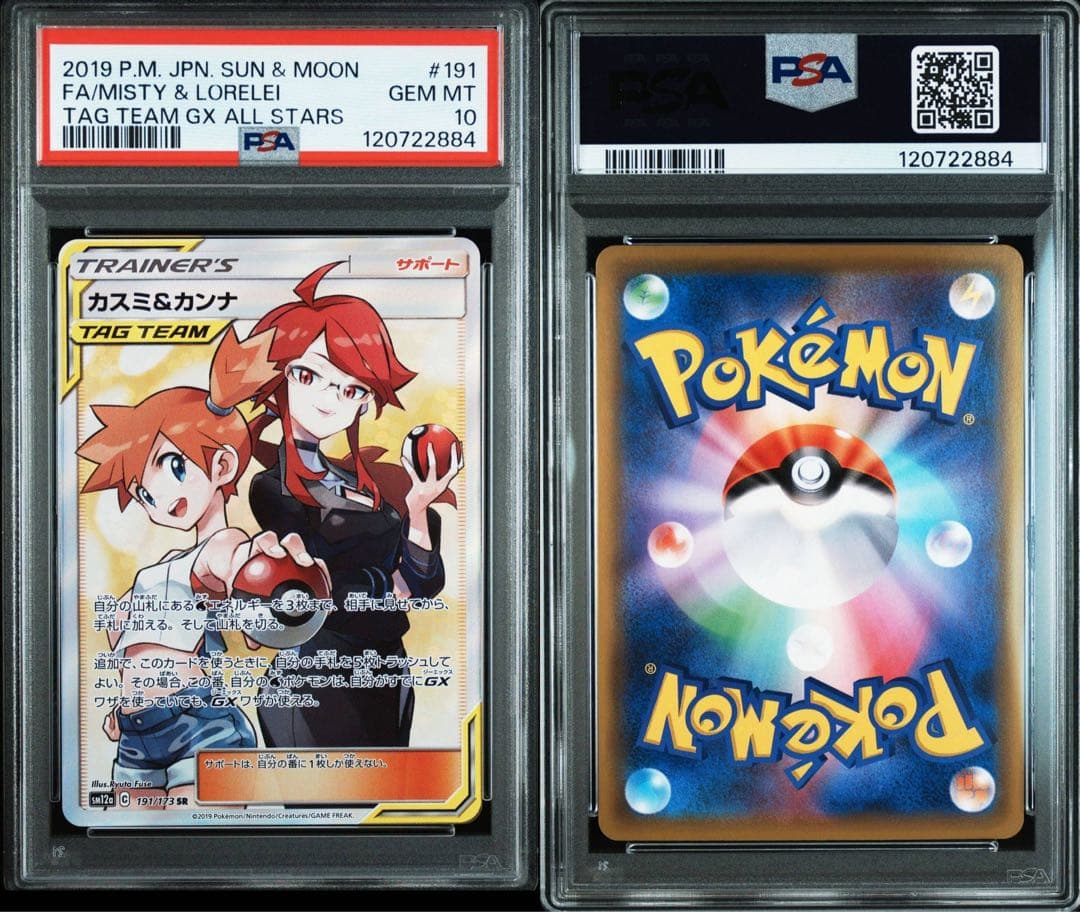 2019 P.M. JPN. SUN & MOON #191
FA/MISTY & LORELEI GEM MT
TAG TEAM GX ALL STARS 10
PSA 120722884
TRAINER'S サポート
カスミ&カンナ
TAG TEAM
自分の山札にあるエネルギーを3枚まで、相手に見せてから、
手札に加える。そして山札を切る。
追加で、このカードを使うときに、自分の手札を5枚トラッシュして
よい。その場合、この番、自分のポケモンは、自分がすでにGX
ワザを使っていても、GXワザが使える。
サポートは、自分の番に1枚しか使えない。
Illus. Ryuta Fuse
sm12a C 191/173 SR
©2019 Pokémon/Nintendo/Creatures/GAME FREAK.
PSA
PSA
PSA
120722884
POKéMON®
POKéMON®
PSA